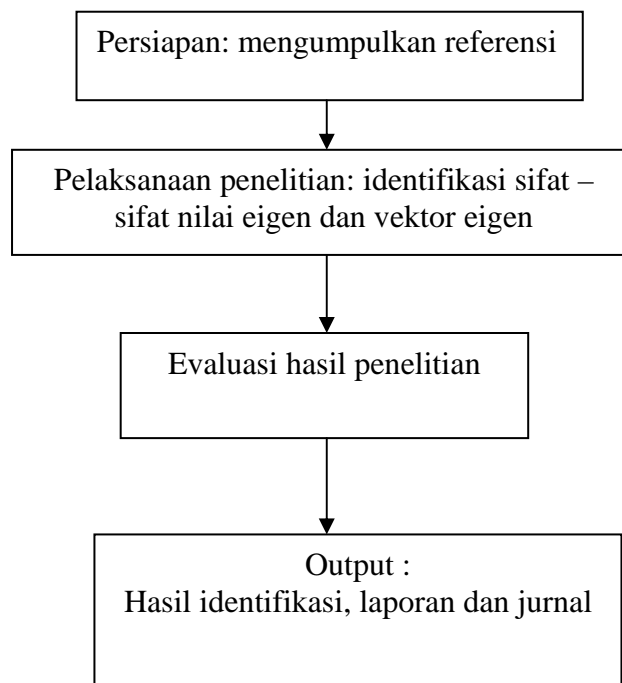 Persiapan: mengumpulkan referensi
Pelaksanaan penelitian: identifikasi sifat –
sifat nilai eigen dan vektor eigen
Evaluasi hasil penelitian
Output :
Hasil identifikasi, laporan dan jurnal